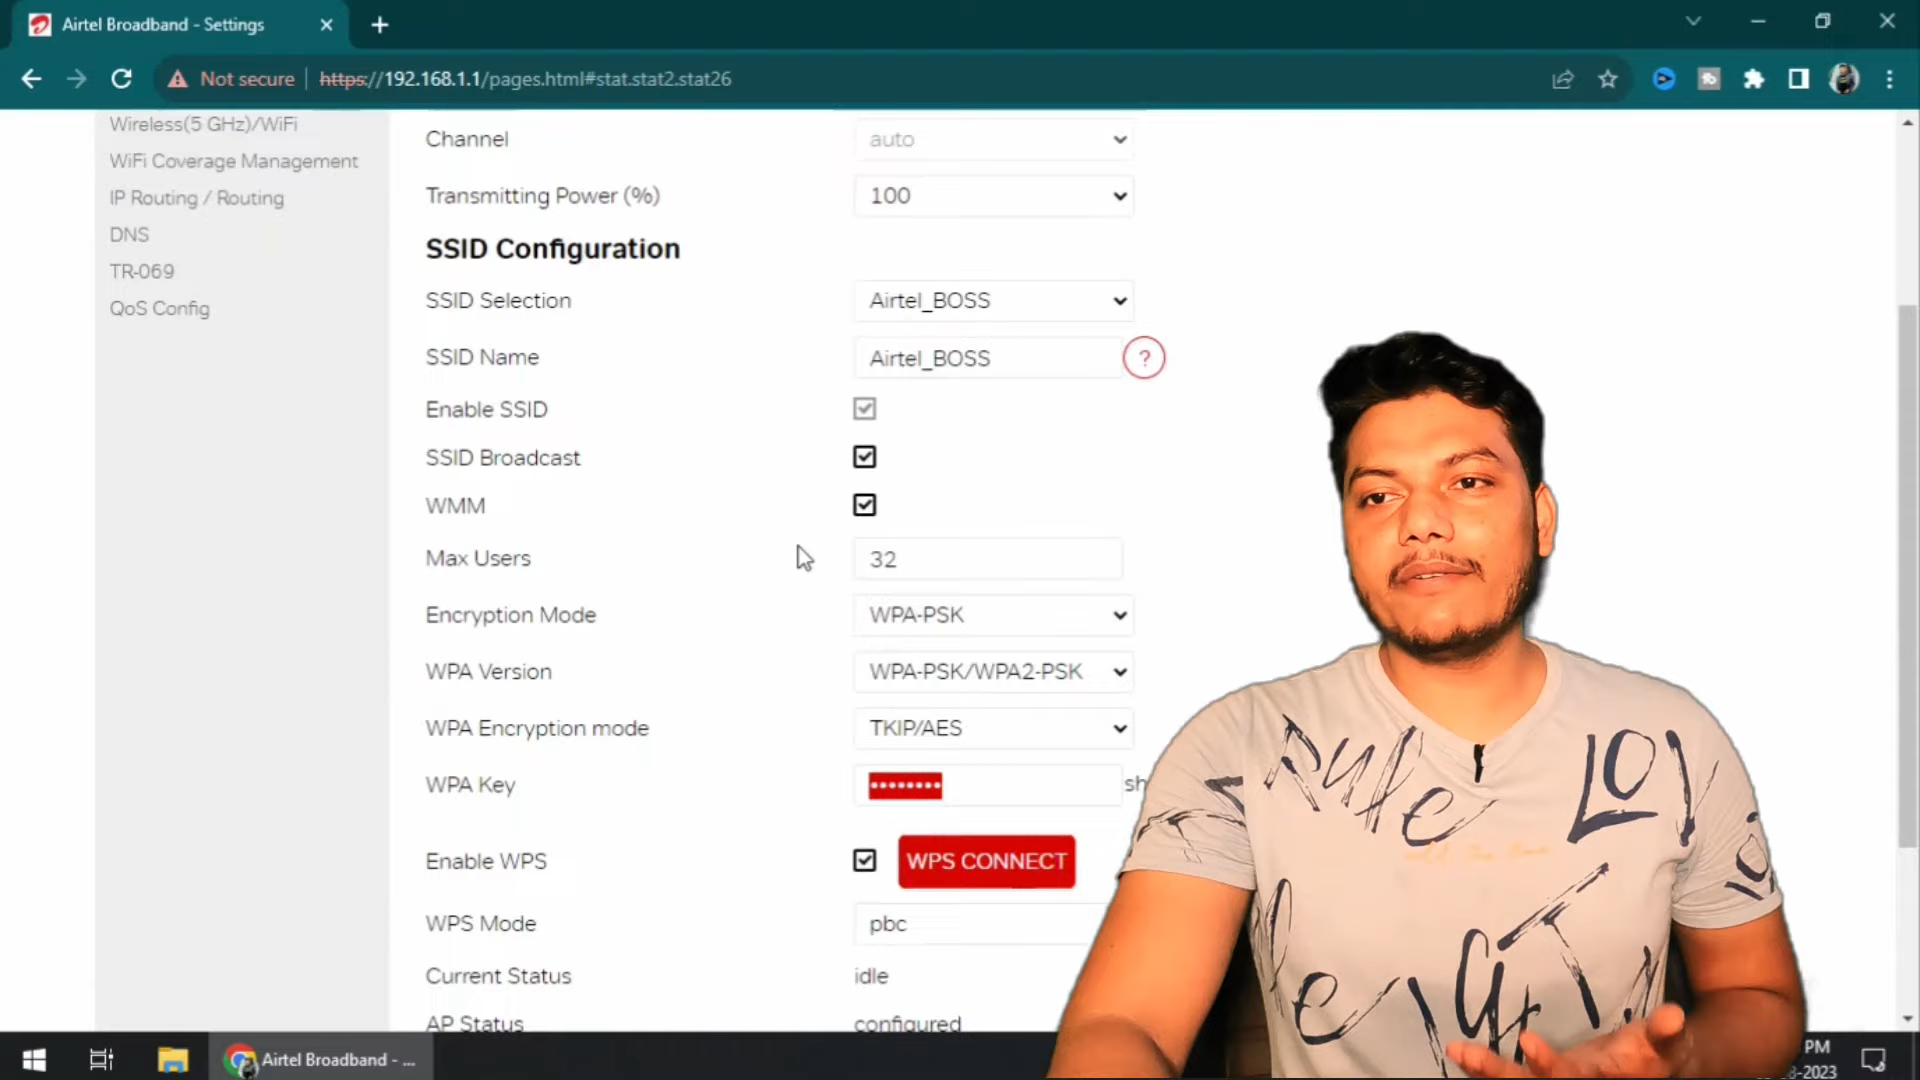 Airtel Broadband - Settings
Not secure | https://192.168.1.1/pages.html#stat.stat2.stat26
Wireless(5 GHz)/WiFi
WiFi Coverage Management
IP Routing / Routing
DNS
TR-069
QoS Config
Channel auto
Transmitting Power (%) 100
SSID Configuration
SSID Selection Airtel_BOSS
SSID Name Airtel_BOSS ?
Enable SSID
SSID Broadcast
WMM
Max Users 32
Encryption Mode WPA-PSK
WPA Version WPA-PSK/WPA2-PSK
WPA Encryption mode TKIP/AES
WPA Key •••••••• sh
Enable WPS WPS CONNECT
WPS Mode pbc
Current Status idle
AP Status configured
Airtel Broadband - ...
PM
-2023